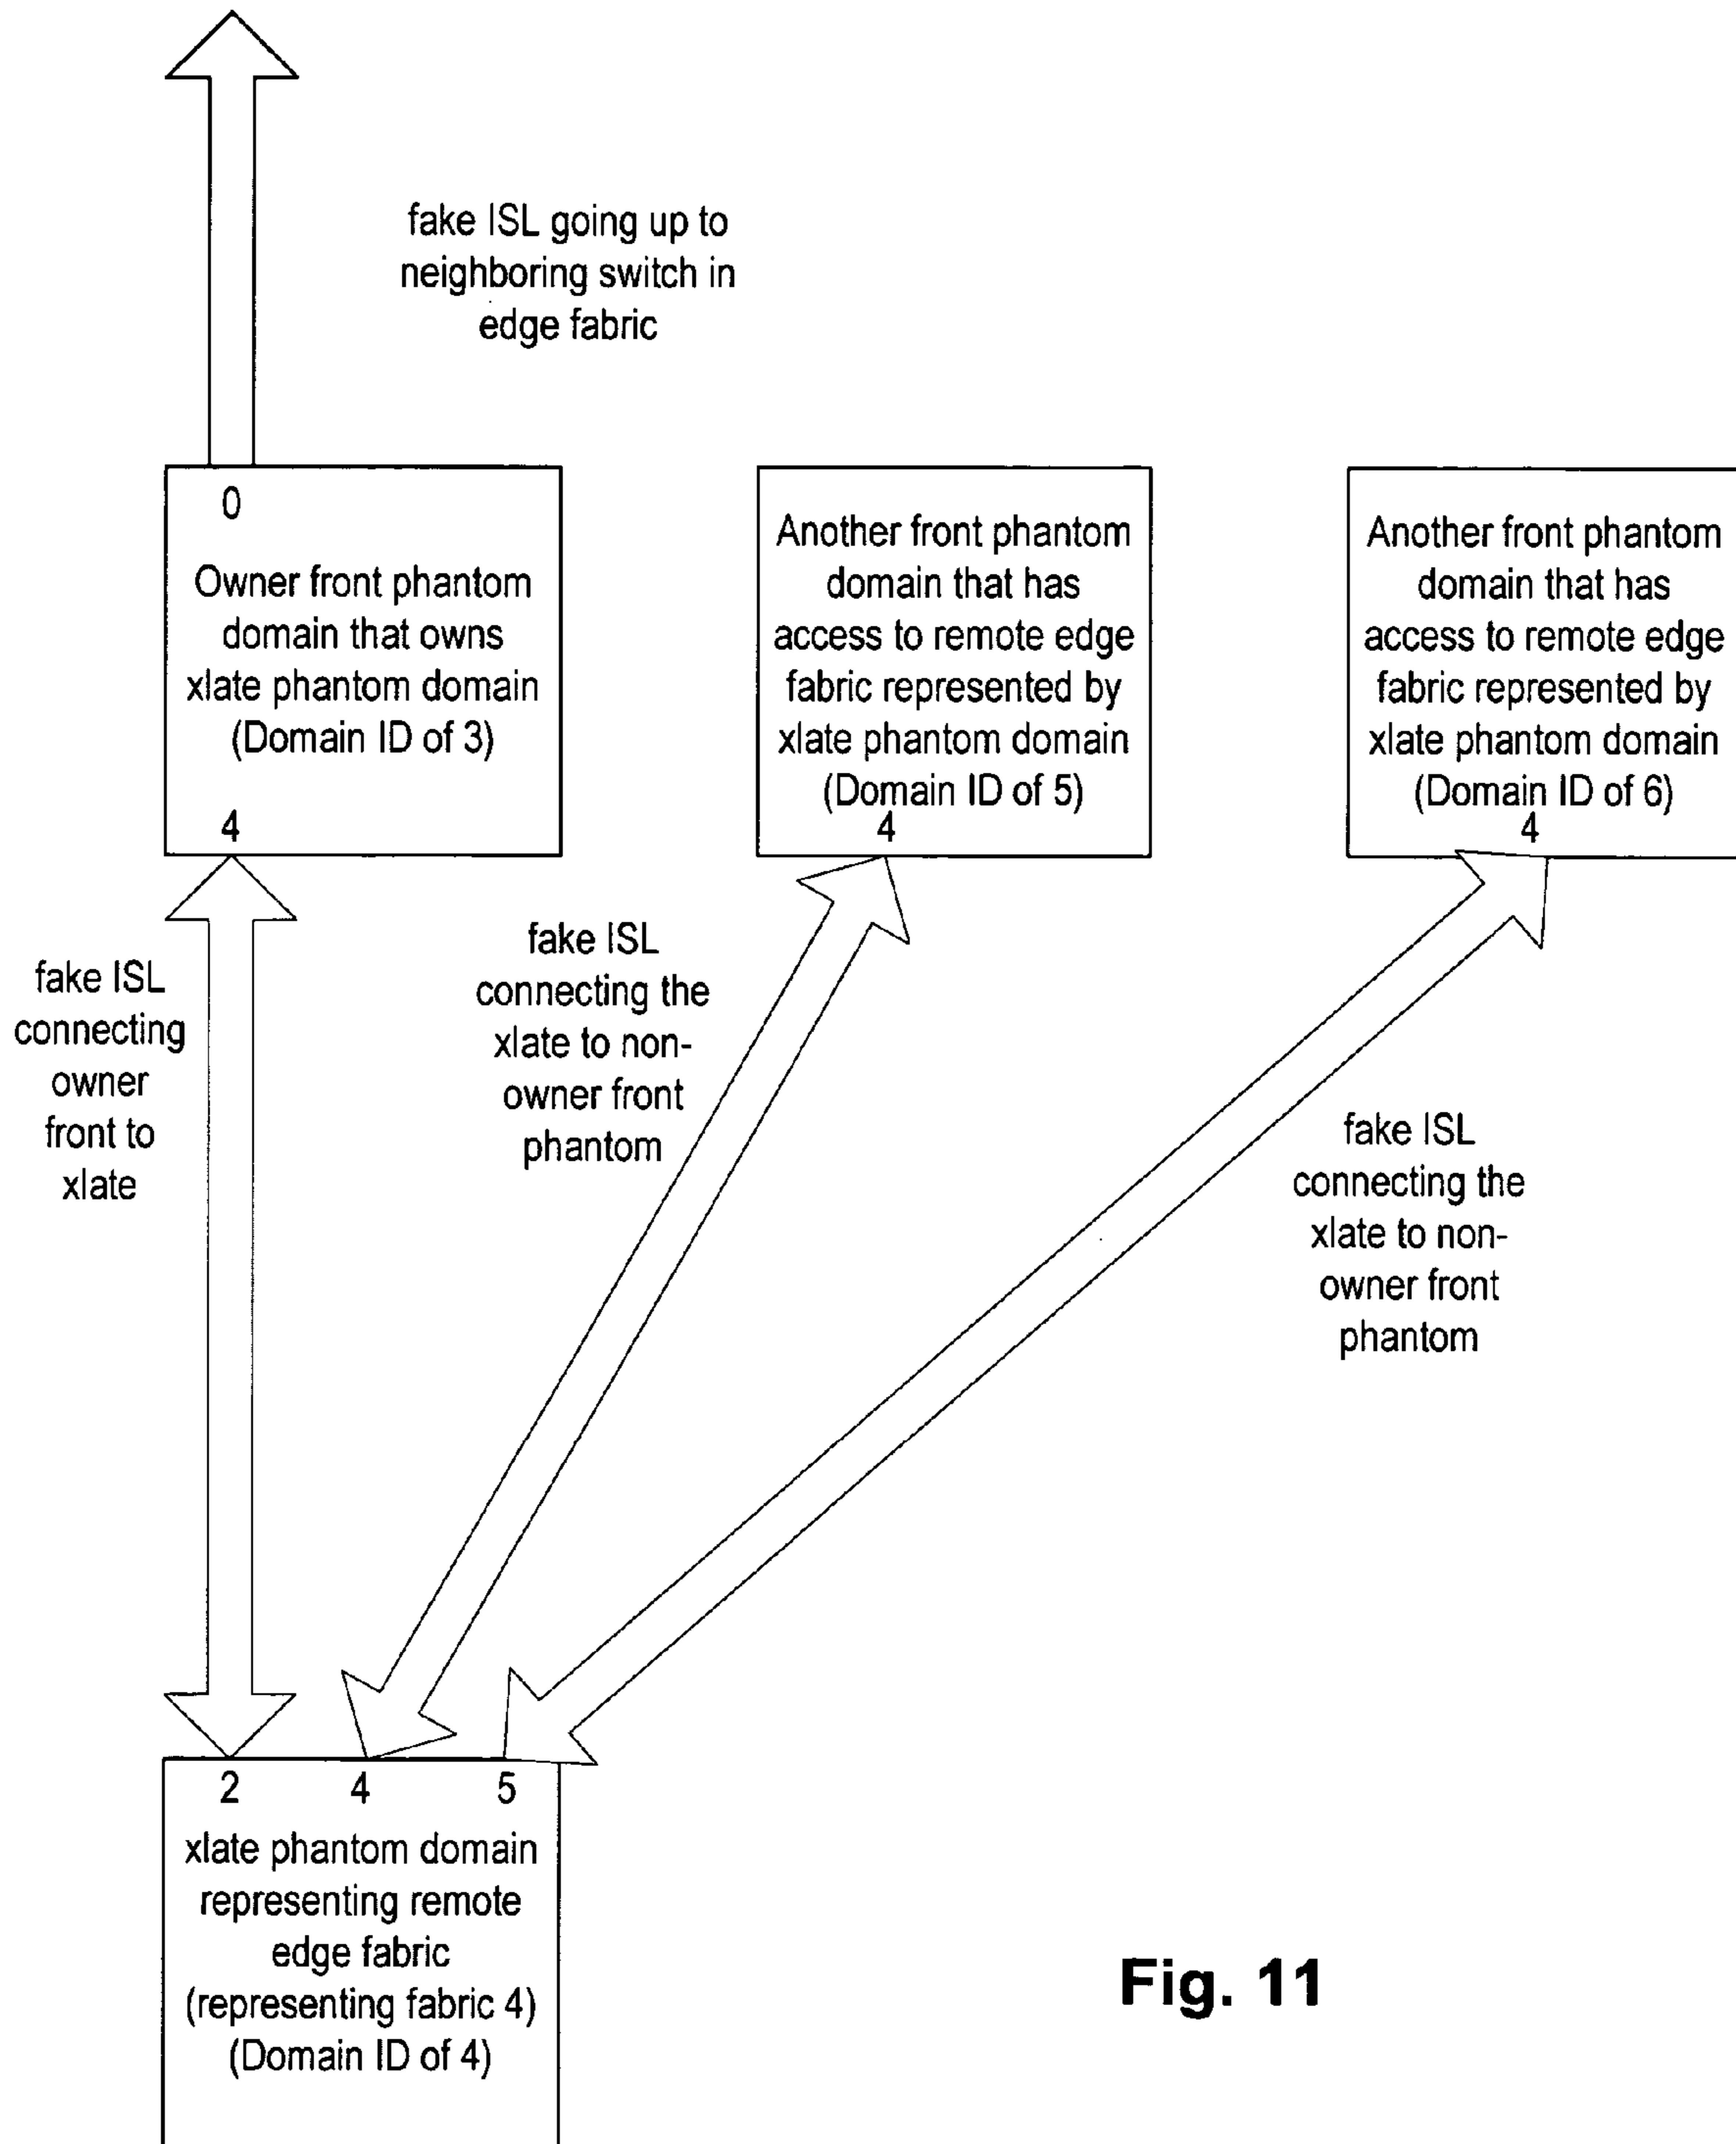 fake ISL going up to
neighboring switch in
edge fabric
0
Owner front phantom
domain that owns
xlate phantom domain
(Domain ID of 3)
4
Another front phantom
domain that has
access to remote edge
fabric represented by
xlate phantom domain
(Domain ID of 5)
4
Another front phantom
domain that has
access to remote edge
fabric represented by
xlate phantom domain
(Domain ID of 6)
4
fake ISL
connecting
owner
front to
xlate
fake ISL
connecting the
xlate to non-
owner front
phantom
fake ISL
connecting the
xlate to non-
owner front
phantom
2 4 5
xlate phantom domain
representing remote
edge fabric
(representing fabric 4)
(Domain ID of 4)
Fig. 11